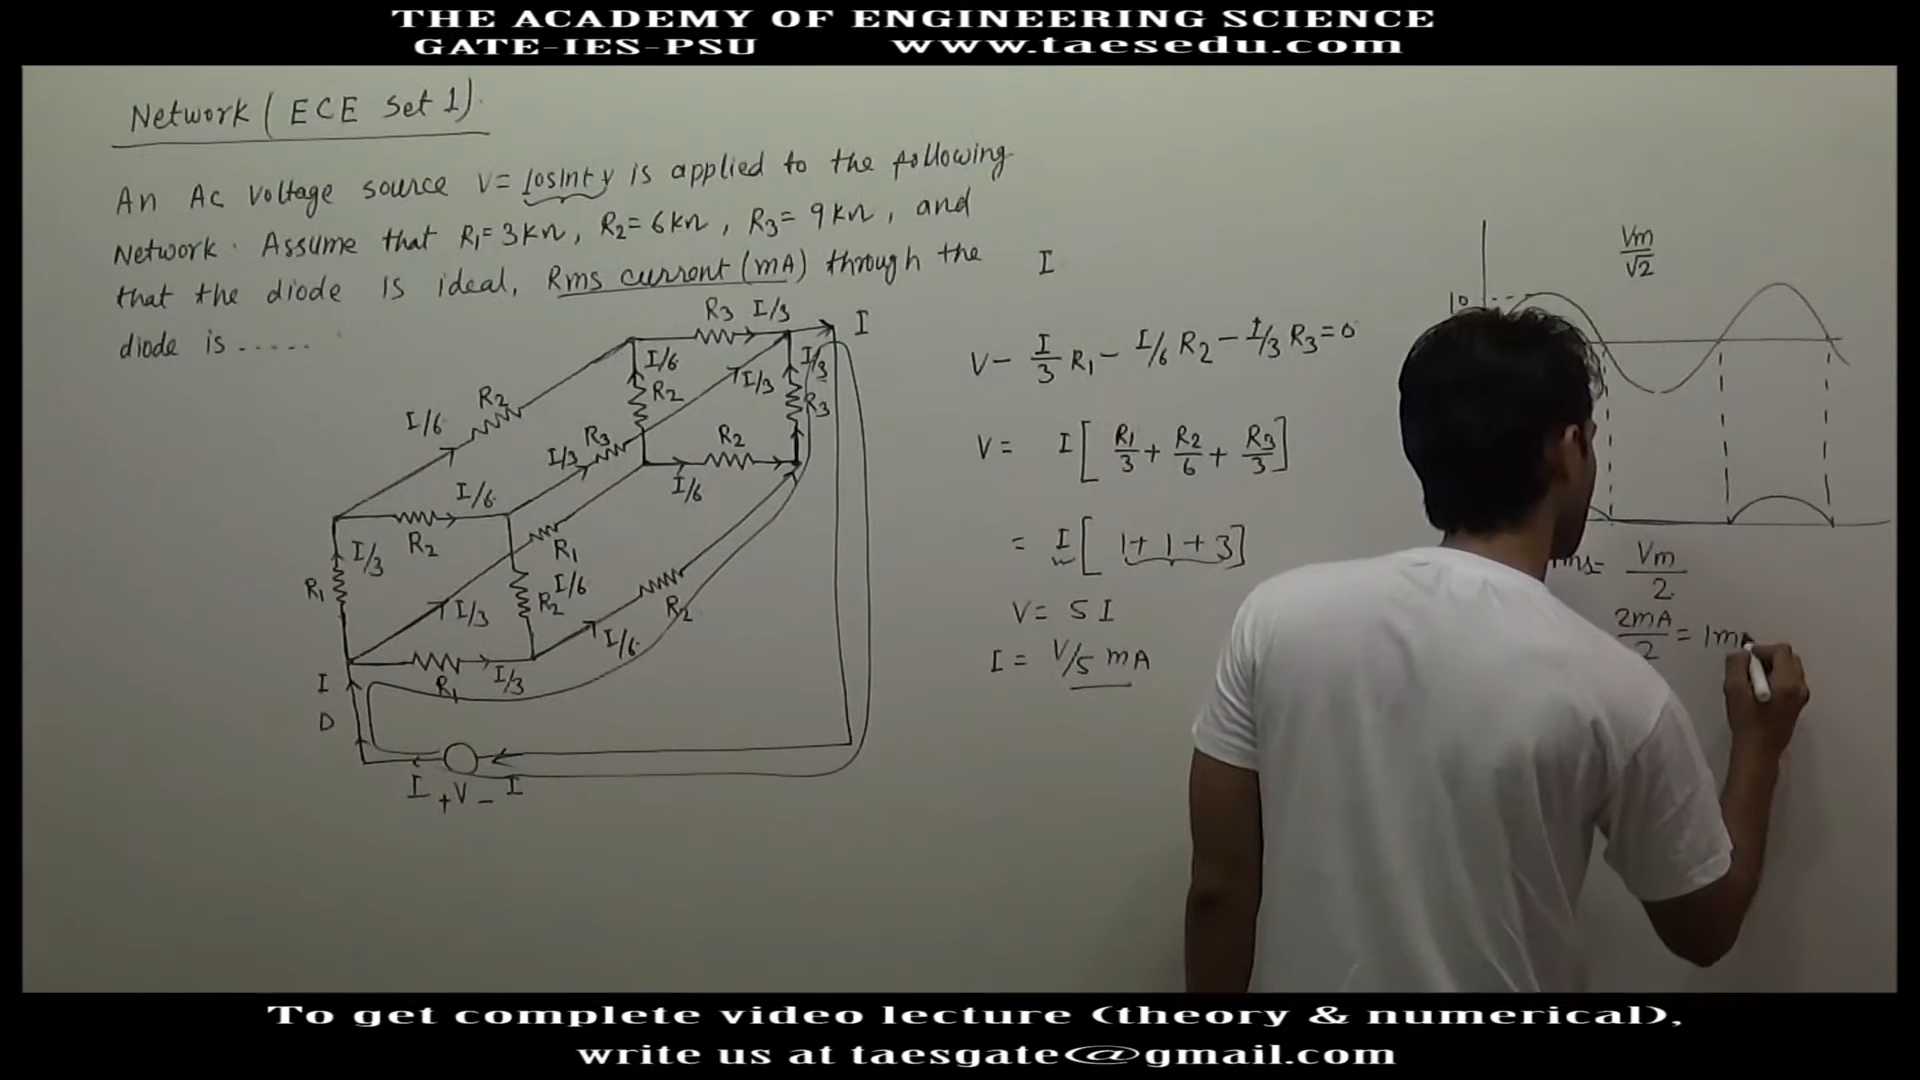 THE ACADEMY OF ENGINEERING SCIENCE
GATE-IES-PSU www.taesedu.com
Network (ECE Set 1).
An Ac Voltage source V= 10sint V is applied to the following
Network. Assume that R1= 3KΩ, R2= 6KΩ, R3= 9KΩ, and
that the diode is ideal, Rms current (mA) through the
diode is .....
I
R3 I/3
I
I/6
R2
I/6
R2
I/3
I/3
R3
I/6
R2
I/3
R3
R2
I/6
I/6
R2
I/3
R1
R1
I/3
R2
I/6
R2
I/6
R1
I/3
I
D
I +V- I
V - I/3 R1 - I/6 R2 - I/3 R3 = 0
V= I [ R1/3 + R2/6 + R3/3 ]
= I [ 1+ 1+ 3]
V= 5 I
I = V/5 mA
Vm/√2
10
ms= Vm/2
2mA/2 = 1mA
To get complete video lecture (theory & numerical),
write us at taesgate@gmail.com